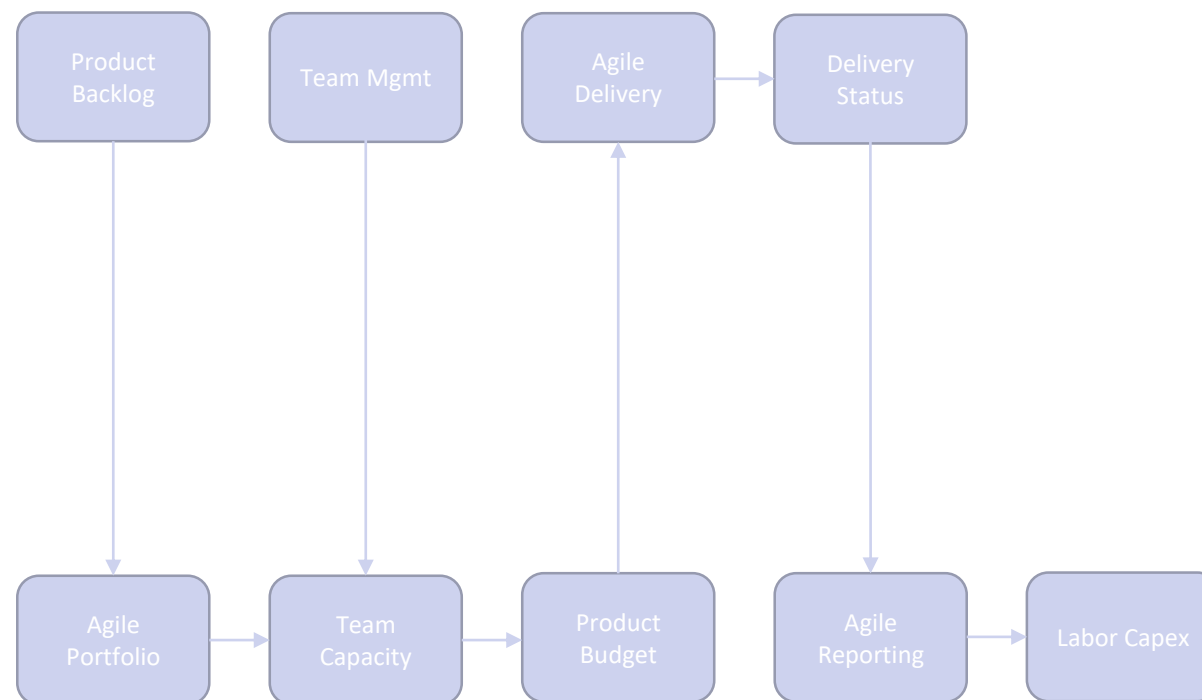 Product
Backlog
Team Mgmt
Agile
Delivery
Delivery
Status
Agile
Portfolio
Team
Capacity
Product
Budget
Agile
Reporting
Labor Capex